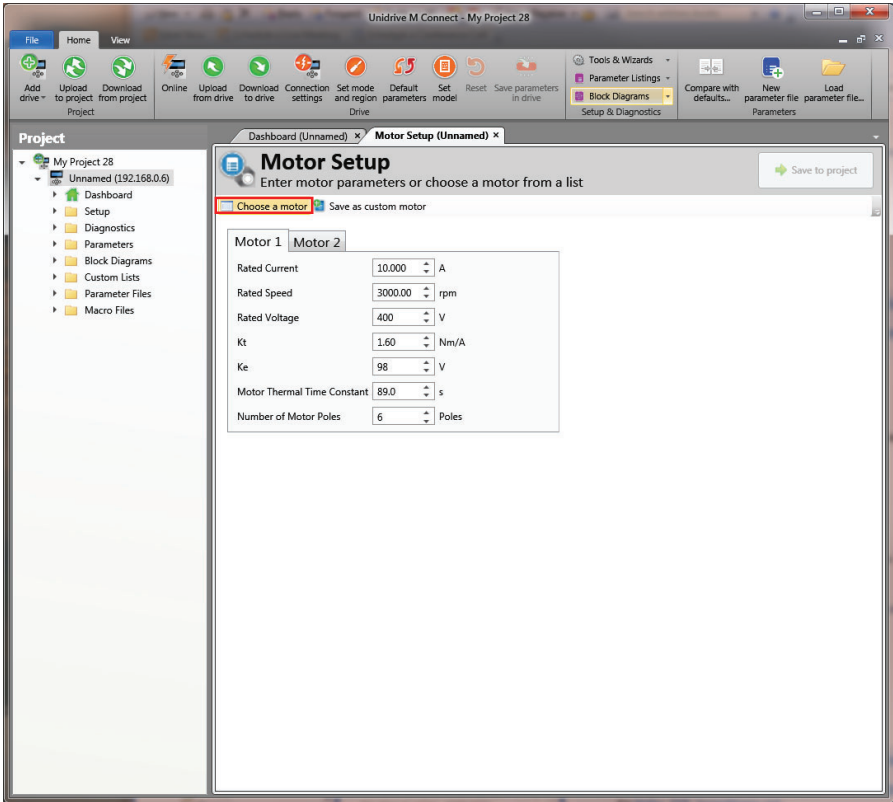 Unidrive M Connect - My Project 28
File Home View
Add drive
Upload to project
Download from project
Project
Online
Upload from drive
Download to drive
Connection settings
Set mode and region
Default parameters
Set model
Reset
Save parameters in drive
Drive
Tools & Wizards
Parameter Listings
Block Diagrams
Setup & Diagnostics
Compare with defaults...
New parameter file
Load parameter file...
Parameters
Project
My Project 28
Unnamed (192.168.0.6)
Dashboard
Setup
Diagnostics
Parameters
Block Diagrams
Custom Lists
Parameter Files
Macro Files
Dashboard (Unnamed) × Motor Setup (Unnamed) ×
Motor Setup
Enter motor parameters or choose a motor from a list
Save to project
Choose a motor Save as custom motor
Motor 1 Motor 2
Rated Current 10.000 A
Rated Speed 3000.00 rpm
Rated Voltage 400 V
Kt 1.60 Nm/A
Ke 98 V
Motor Thermal Time Constant 89.0 s
Number of Motor Poles 6 Poles